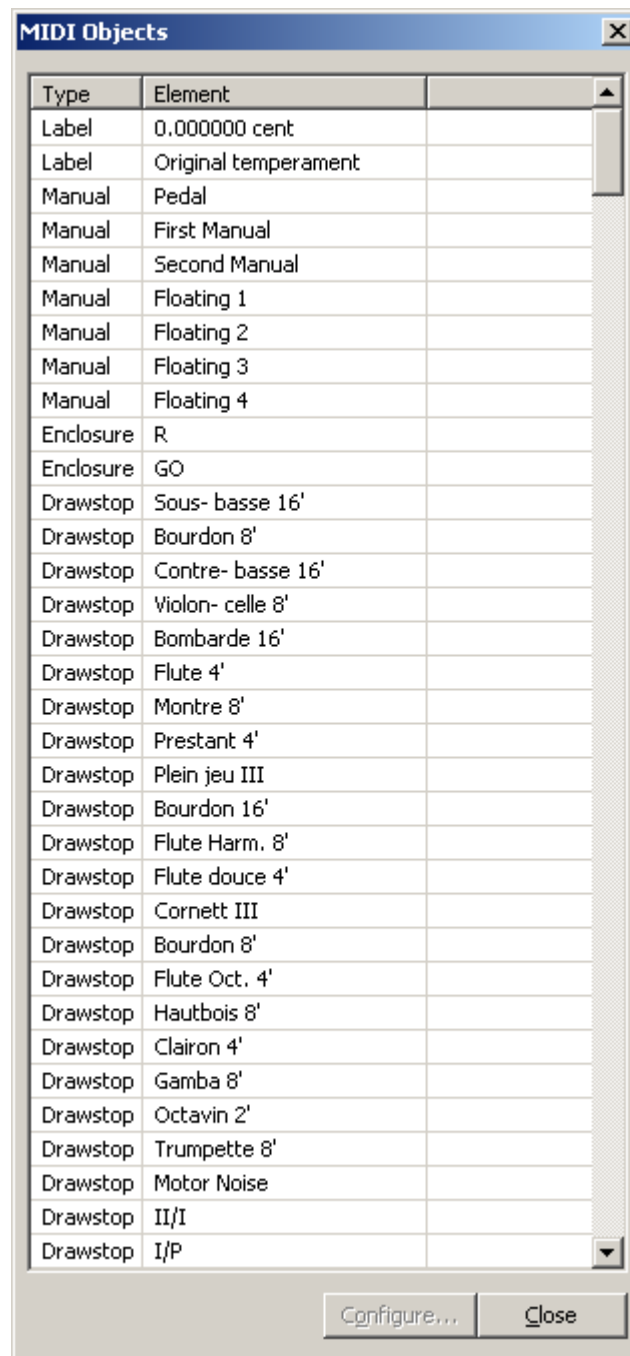 MIDI Objects
Type Element
Label 0.000000 cent
Label Original temperament
Manual Pedal
Manual First Manual
Manual Second Manual
Manual Floating 1
Manual Floating 2
Manual Floating 3
Manual Floating 4
Enclosure R
Enclosure GO
Drawstop Sous- basse 16'
Drawstop Bourdon 8'
Drawstop Contre- basse 16'
Drawstop Violon- celle 8'
Drawstop Bombarde 16'
Drawstop Flute 4'
Drawstop Montre 8'
Drawstop Prestant 4'
Drawstop Plein jeu III
Drawstop Bourdon 16'
Drawstop Flute Harm. 8'
Drawstop Flute douce 4'
Drawstop Cornett III
Drawstop Bourdon 8'
Drawstop Flute Oct. 4'
Drawstop Hautbois 8'
Drawstop Clairon 4'
Drawstop Gamba 8'
Drawstop Octavin 2'
Drawstop Trumpette 8'
Drawstop Motor Noise
Drawstop II/I
Drawstop I/P
Configure... Close